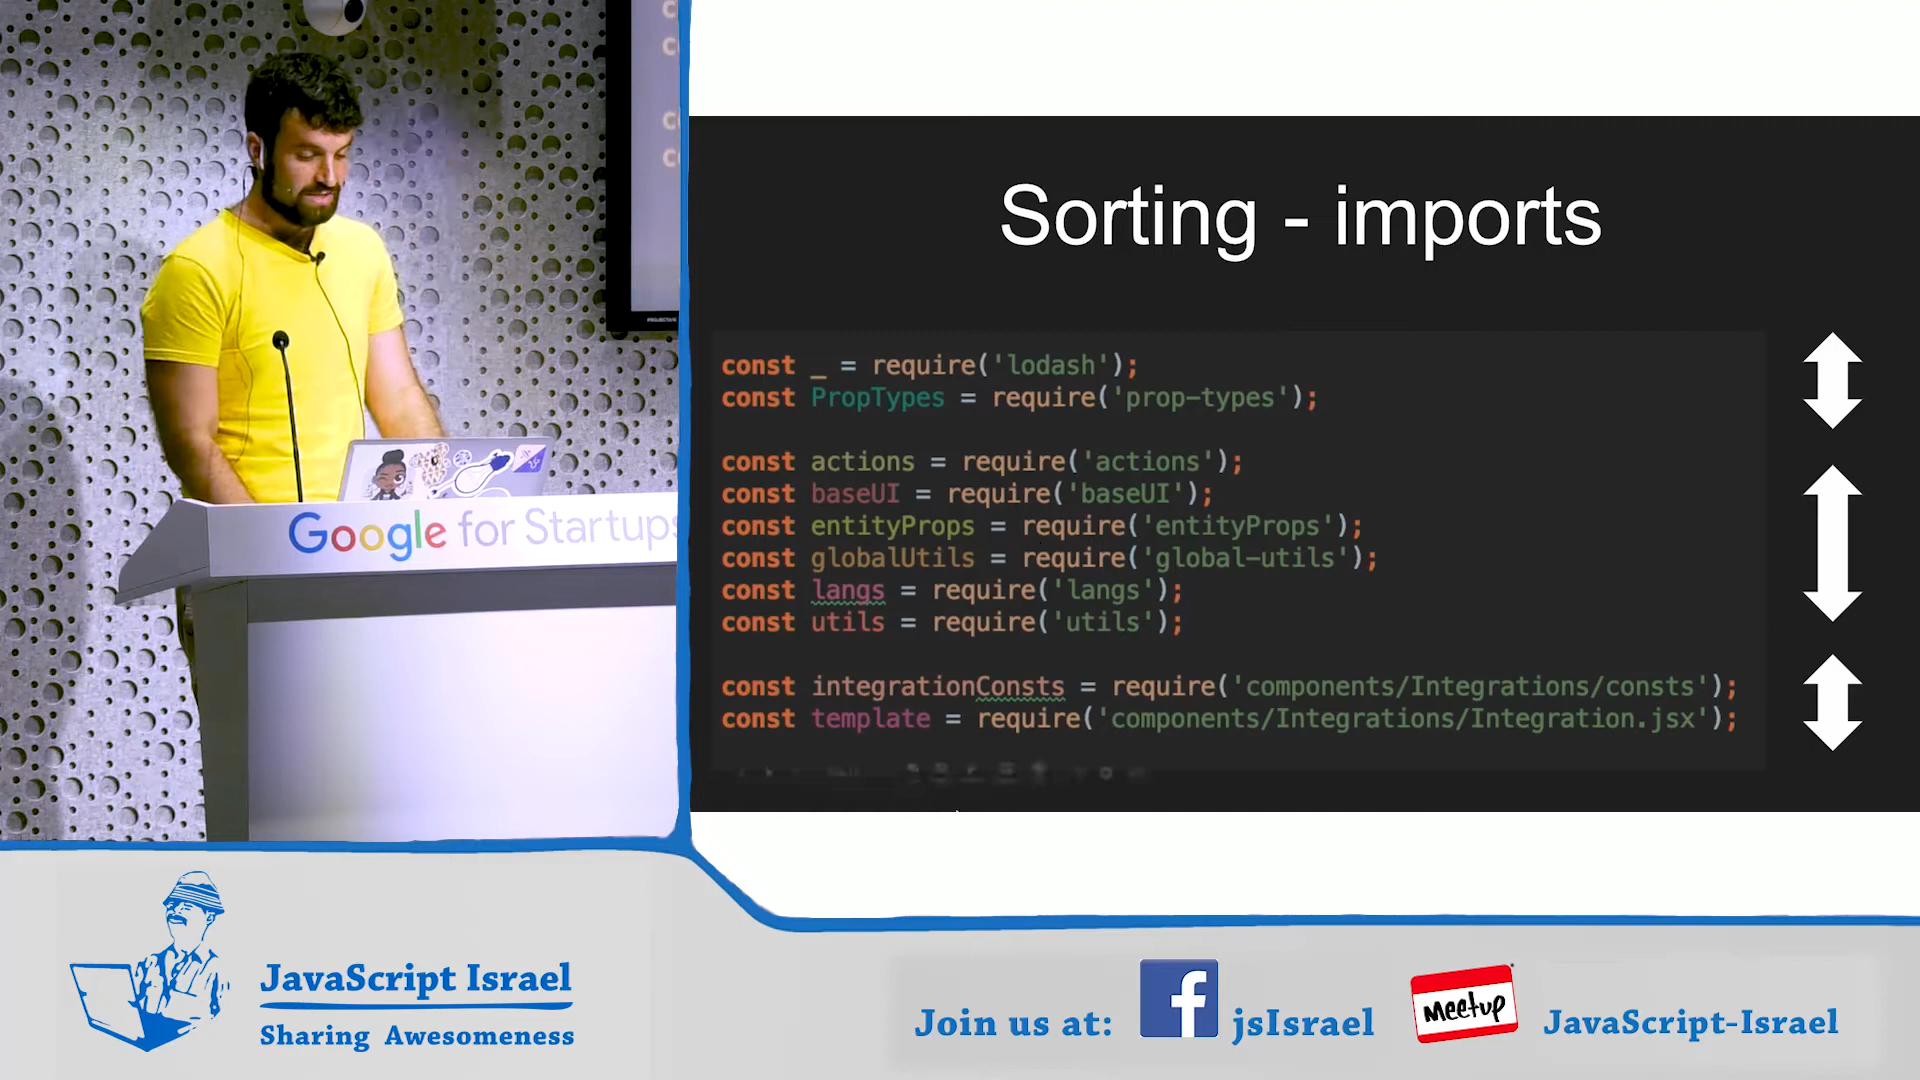 Google for Startups
Sorting - imports
const _ = require('lodash');
const PropTypes = require('prop-types');
const actions = require('actions');
const baseUI = require('baseUI');
const entityProps = require('entityProps');
const globalUtils = require('global-utils');
const langs = require('langs');
const utils = require('utils');
const integrationConsts = require('components/Integrations/consts');
const template = require('components/Integrations/Integration.jsx');
JavaScript Israel
Sharing Awesomeness
Join us at:
f
jsIsrael
Meetup
JavaScript-Israel